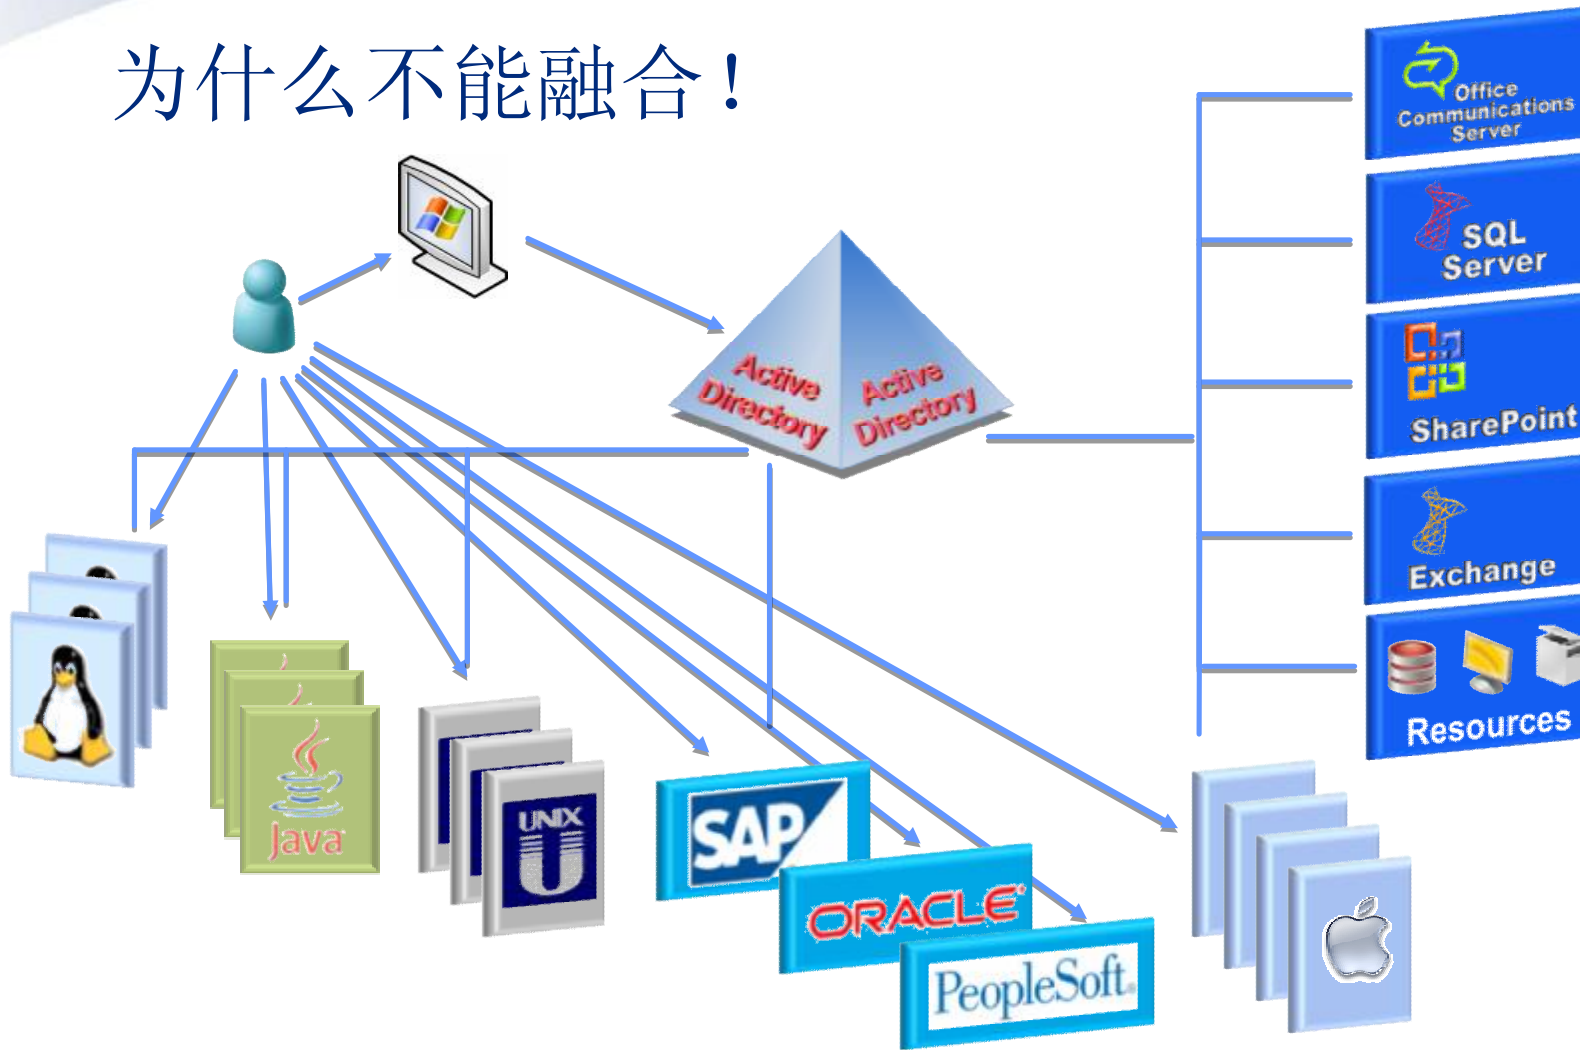 为什么不能融合！
Office
Communications
Server
SQL
Server
SharePoint
Exchange
Resources
Active
Directory
Active
Directory
Java
UNIX
U
SAP
ORACLE
PeopleSoft.